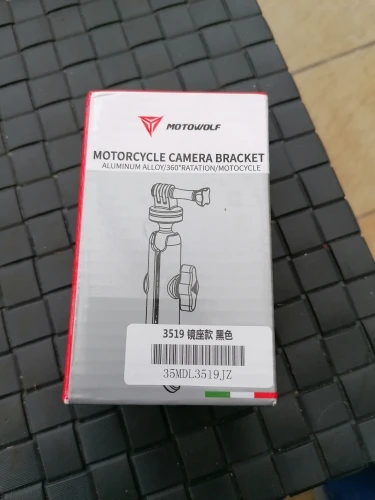 MOTOWOLF
MOTORCYCLE CAMERA BRACKET
ALUMINUM ALLOY/360°RATATION/MOTOCYCLE
3519 镜座款 黑色
35MDL3519JZ